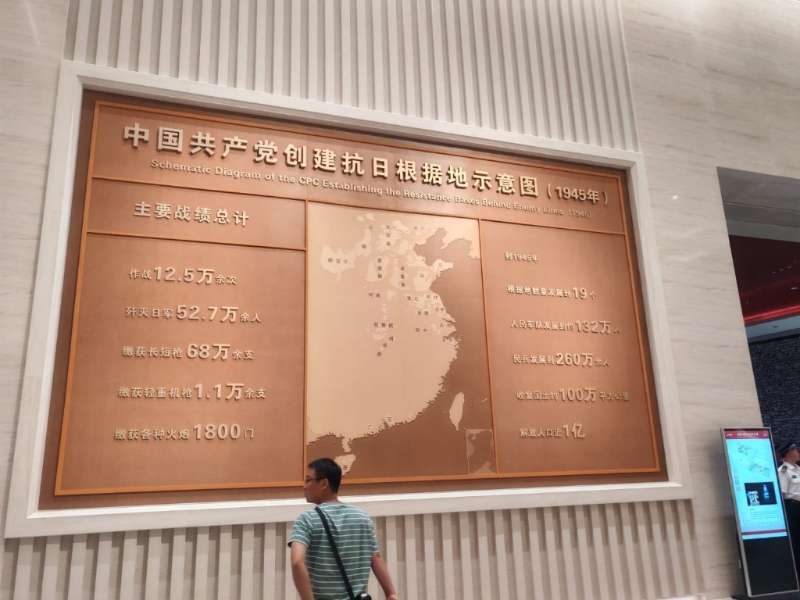 中国共产党创建抗日根据地示意图（1945年）
Schematic Diagram of the CPC Establishing the Resistance Bases Behind Enemy Lines (1945)
主要战绩总计
作战12.5万余次
歼灭日军52.7万余人
缴获长短枪68万余支
缴获轻重机枪1.1万余支
缴获各种火炮1800门
到1945年
根据地数量发展到19个
人民军队发展到约132万人
民兵发展到260万余人
收复国土约100万平方公里
解放人口近1亿